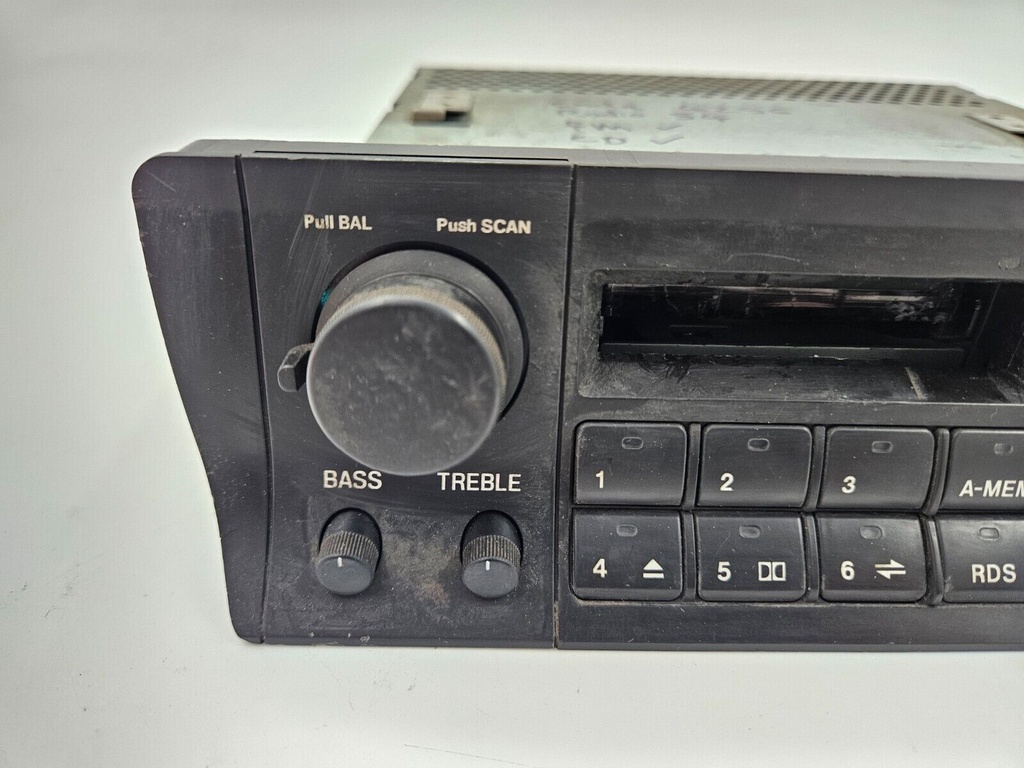 Pull BAL Push SCAN
BASS TREBLE
1 2 3 A-MEM
4 5 6 RDS